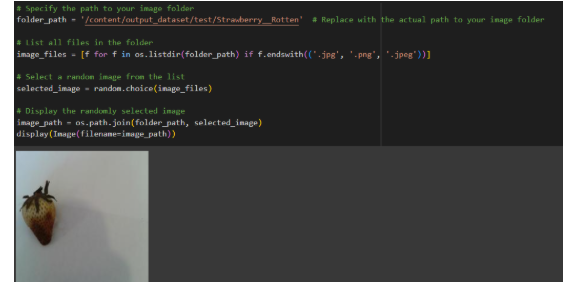 # Specify the path to your image folder
folder_path = '/content/output_dataset/test/Strawberry__Rotten'  # Replace with the actual path to your image folder
# List all files in the folder
image_files = [f for f in os.listdir(folder_path) if f.endswith(('.jpg', '.png', '.jpeg'))]
# Select a random image from the list
selected_image = random.choice(image_files)
# Display the randomly selected image
image_path = os.path.join(folder_path, selected_image)
display(Image(filename=image_path))